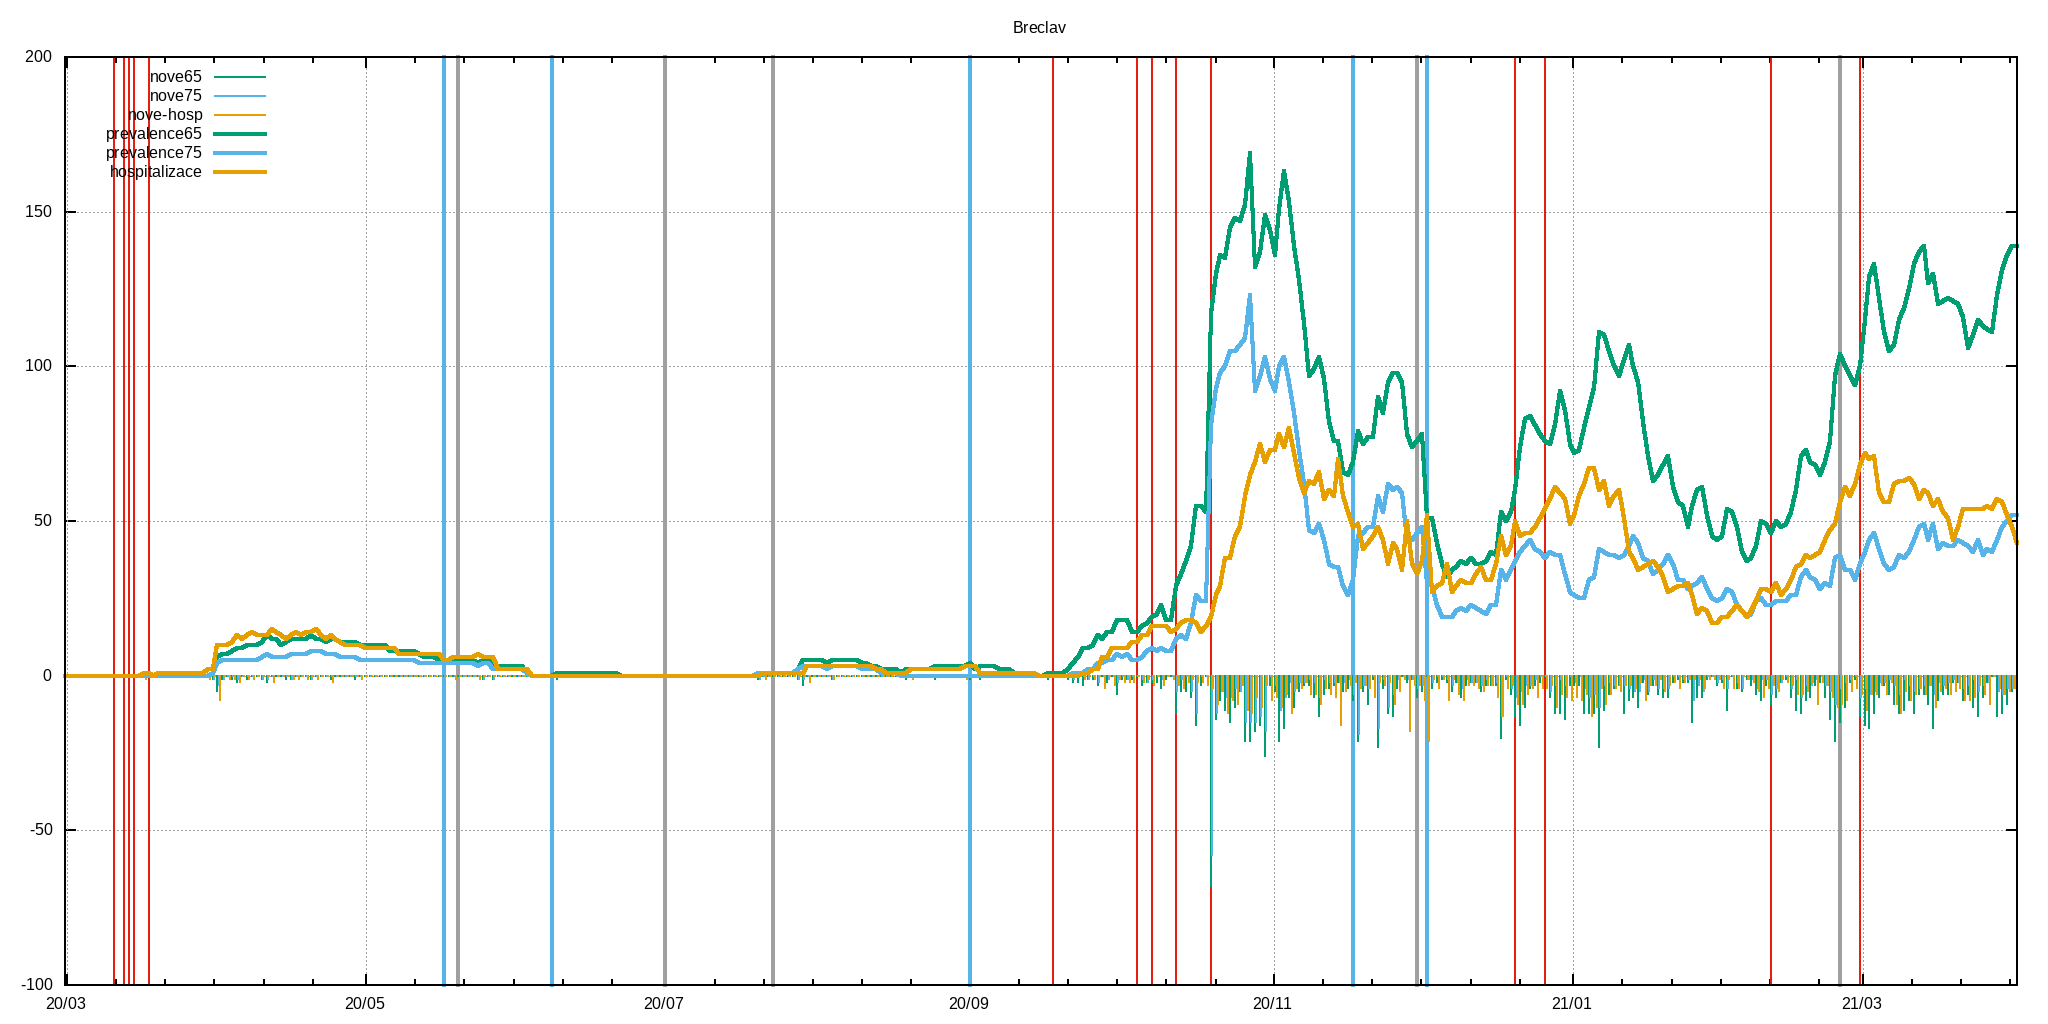 Breclav
200
150
100
50
0
-50
-100
nove65
nove75
nove-hosp
prevalence65
prevalence75
hospitalizace
20/03 20/05 20/07 20/09 20/11 21/01 21/03